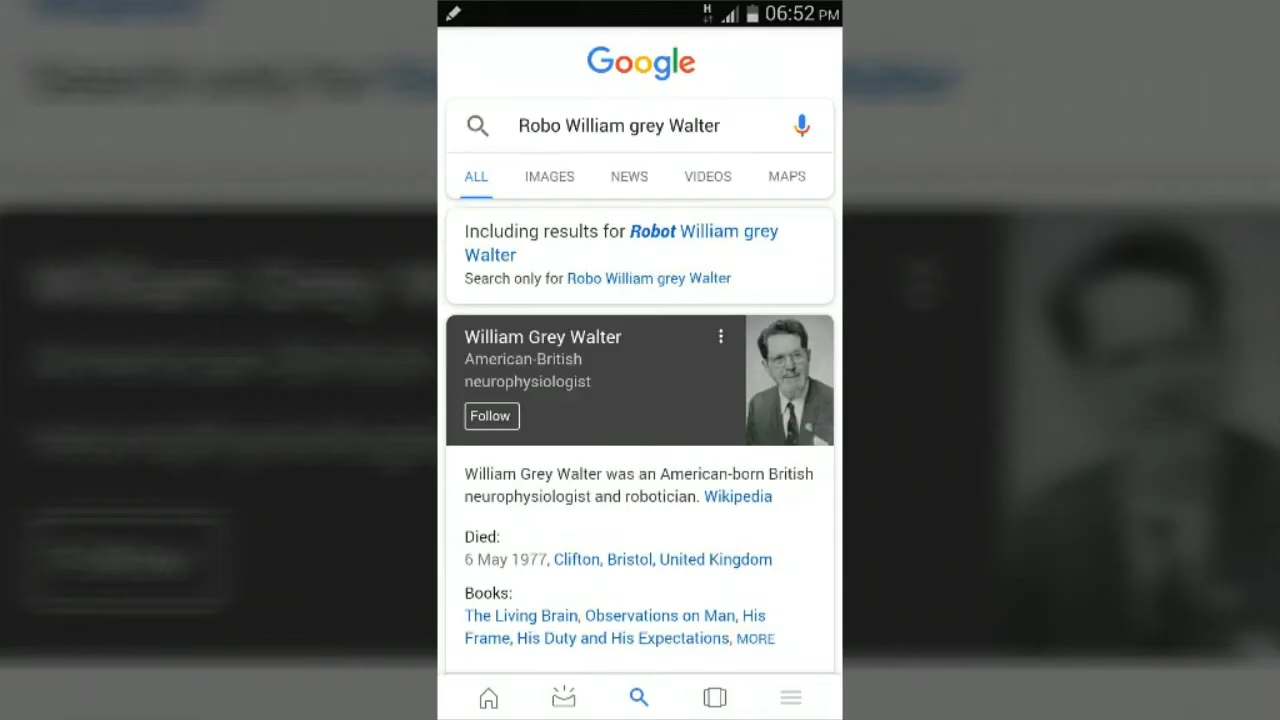 H 06:52 PM
Google
Robo William grey Walter
ALL IMAGES NEWS VIDEOS MAPS
Including results for Robot William grey
Walter
Search only for Robo William grey Walter
William Grey Walter
American-British
neurophysiologist
Follow
William Grey Walter was an American-born British
neurophysiologist and robotician. Wikipedia
Died:
6 May 1977, Clifton, Bristol, United Kingdom
Books:
The Living Brain, Observations on Man, His
Frame, His Duty and His Expectations, MORE